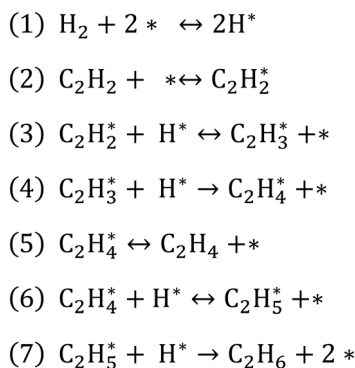 (1) H₂ + 2 * ↔ 2H*
(2) C₂H₂ + *↔ C₂H₂*
(3) C₂H₂* + H* ↔ C₂H₃* +*
(4) C₂H₃* + H* → C₂H₄* +*
(5) C₂H₄* ↔ C₂H₄ +*
(6) C₂H₄* + H* ↔ C₂H₅* +*
(7) C₂H₅* + H* → C₂H₆ + 2 *